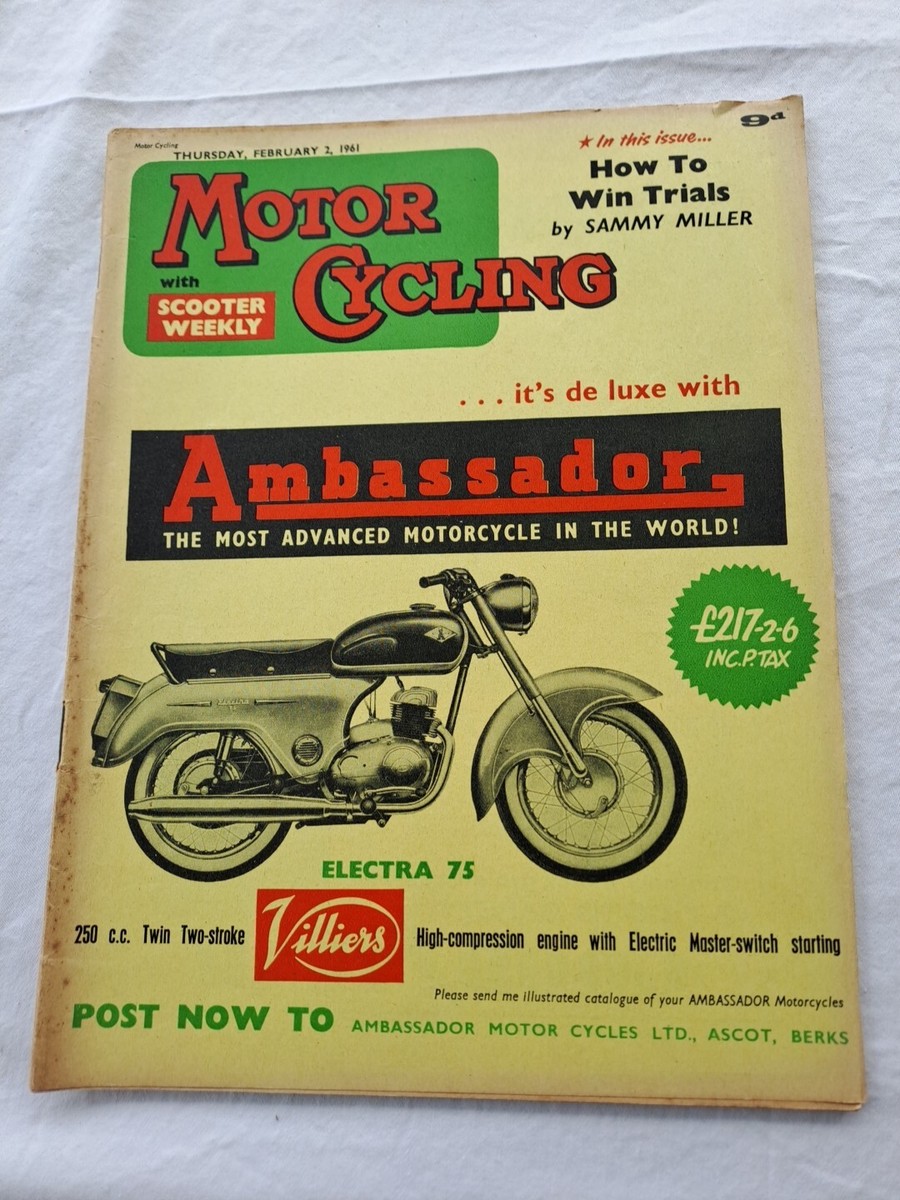 Motor Cycling
THURSDAY, FEBRUARY 2, 1961
9d
★ In this issue...
How To
Win Trials
by SAMMY MILLER
MOTOR
CYCLING
with
SCOOTER
WEEKLY
. . . it's de luxe with
Ambassador
THE MOST ADVANCED MOTORCYCLE IN THE WORLD!
£217-2-6
INC. P. TAX
ELECTRA 75
250 c.c. Twin Two-stroke
Villiers
High-compression engine with Electric Master-switch starting
Please send me illustrated catalogue of your AMBASSADOR Motorcycles
POST NOW TO AMBASSADOR MOTOR CYCLES LTD., ASCOT, BERKS